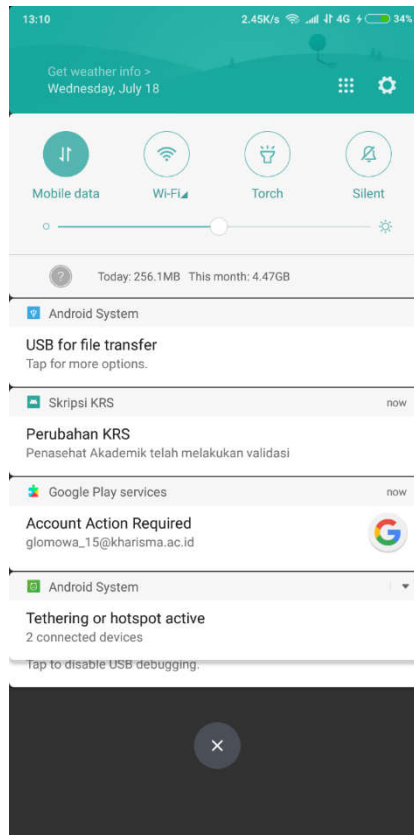 13:10 2.45K/s 4G 34%
Get weather info >
Wednesday, July 18
Mobile data Wi-Fi Torch Silent
? Today: 256.1MB This month: 4.47GB
Android System
USB for file transfer
Tap for more options.
Skripsi KRS now
Perubahan KRS
Penasehat Akademik telah melakukan validasi
Google Play services now
Account Action Required
glomowa_15@kharisma.ac.id
G
Android System
Tethering or hotspot active
2 connected devices
Tap to disable USB debugging.